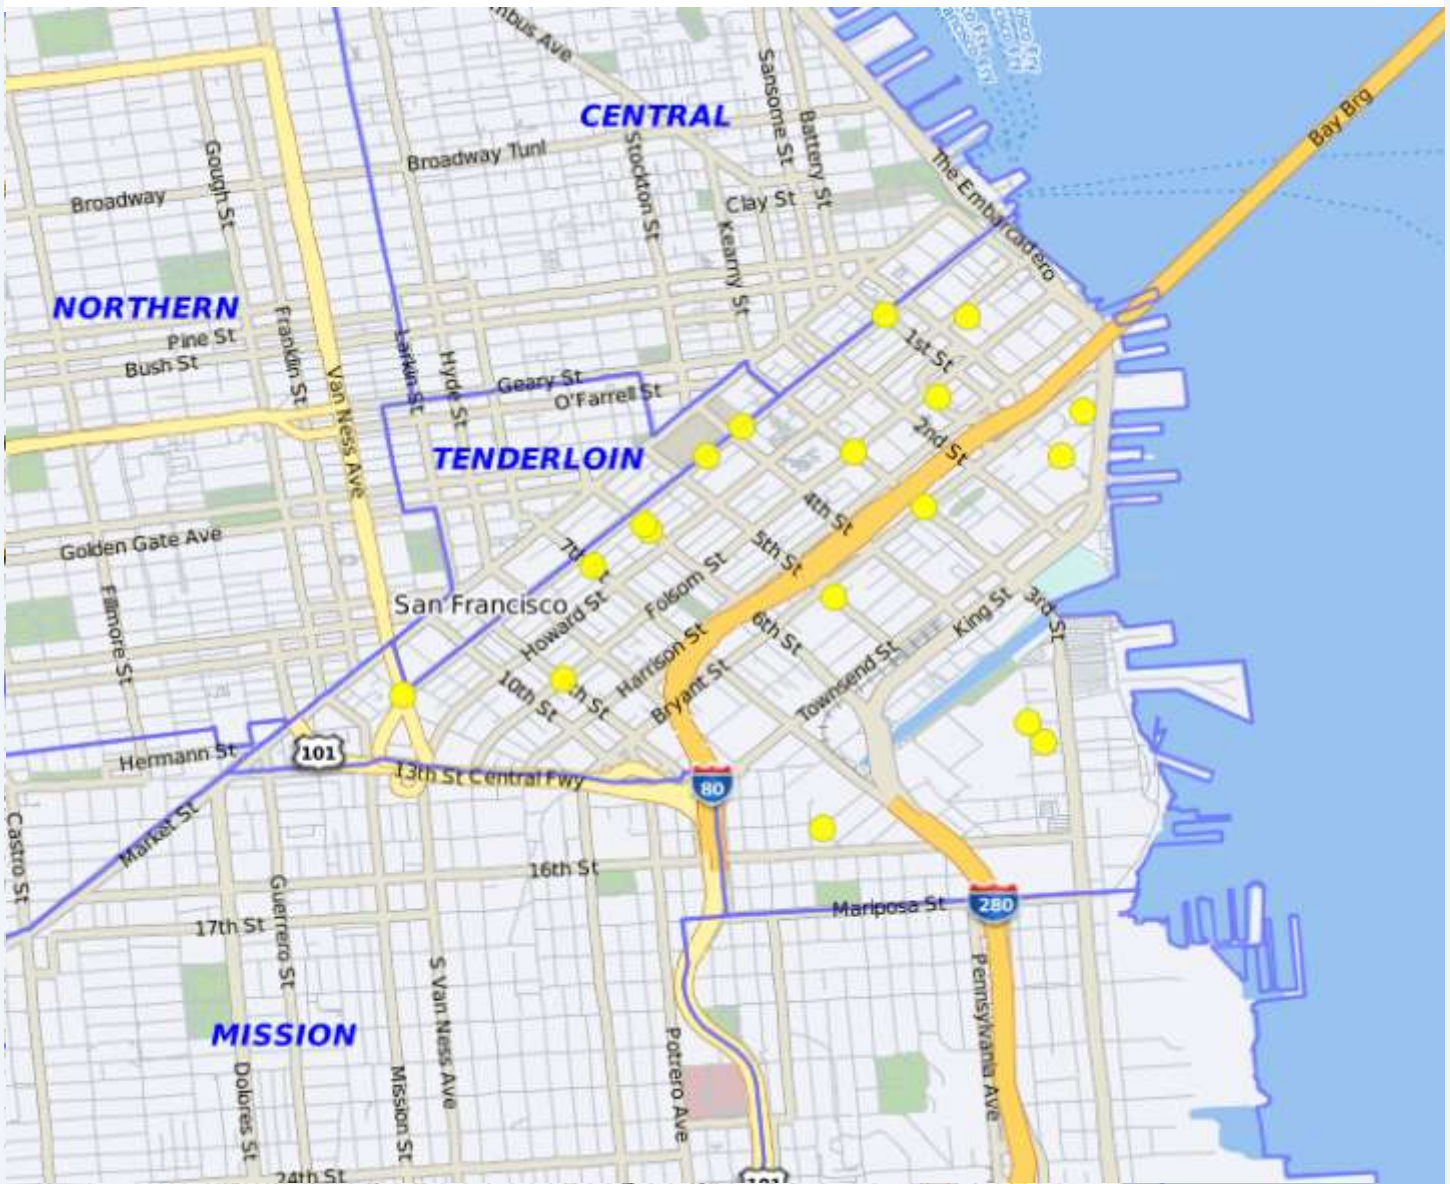 mbus Ave
Sansome St
Battery St
CENTRAL
Bay Brg
Broadway Tunl
Stockton St
Gough St
The Embarcadero
Broadway
Clay St
Kearny St
NORTHERN
Pine St
Bush St
Franklin St
Larkin St
Hyde St
1st St
Van Ness Ave
Geary St
O'Farrell St
TENDERLOIN
2nd St
4th St
5th St
Golden Gate Ave
7th St
Folsom St
San Francisco
Howard St
Fillmore St
6th St
King St
3rd St
Harrison St
Bryant St
Townsend St
10th St
th St
Hermann St
101
13th St Central Fwy
80
Market St
Castro St
16th St
Guerrero St
17th St
Mariposa St
280
S Van Ness Ave
Pennsylvania Ave
MISSION
Potrero Ave
Dolores St
Mission St
24th St
101